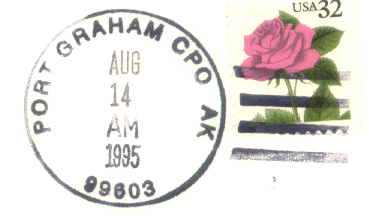 PORT GRAHAM CPO AK
AUG
14
AM
1995
99603
USA 32